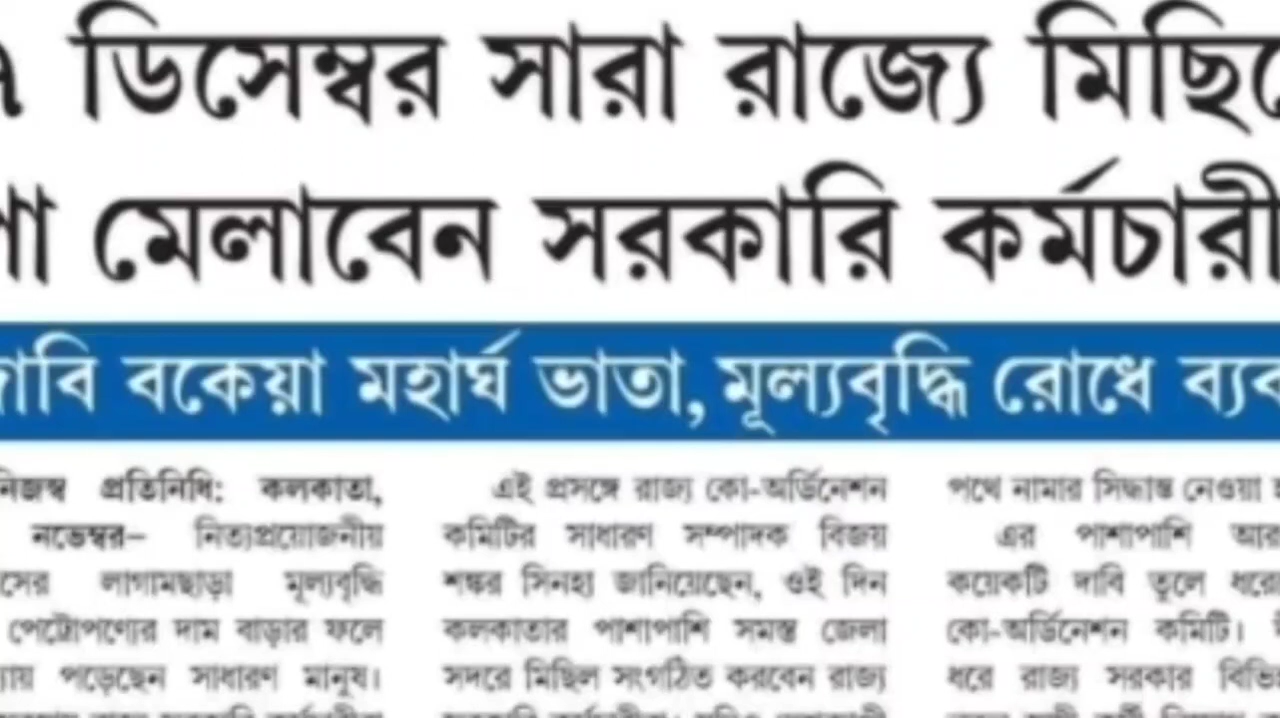 ডিসেম্বর সারা রাজ্যে
মেলাবেন সরকারি কর্মচারী
বকেয়া মহার্ঘ ভাতা, মূল্যবৃদ্ধি রোধে
নিজস্ব প্রতিনিধি: কলকাতা,
নভেম্বর— নিত্যপ্রয়োজনীয়
লাগামছাড়া মূল্যবৃদ্ধি
পেট্রোপণ্যের দাম বাড়ার ফলে
পড়েছেন সাধারণ মানুষ।
এই প্রসঙ্গে রাজ্য কো-অর্ডিনেশন
কমিটির সাধারণ সম্পাদক বিজয়
শঙ্কর সিনহা জানিয়েছেন, ওই দিন
কলকাতার পাশাপাশি সমস্ত জেলা
সদরে মিছিল সংগঠিত করবেন রাজ্য
পথে নামার সিদ্ধান্ত নেওয়া
এর পাশাপাশি
কয়েকটি দাবি তুলে
কো-অর্ডিনেশন কমিটি।
ধরে রাজ্য সরকার